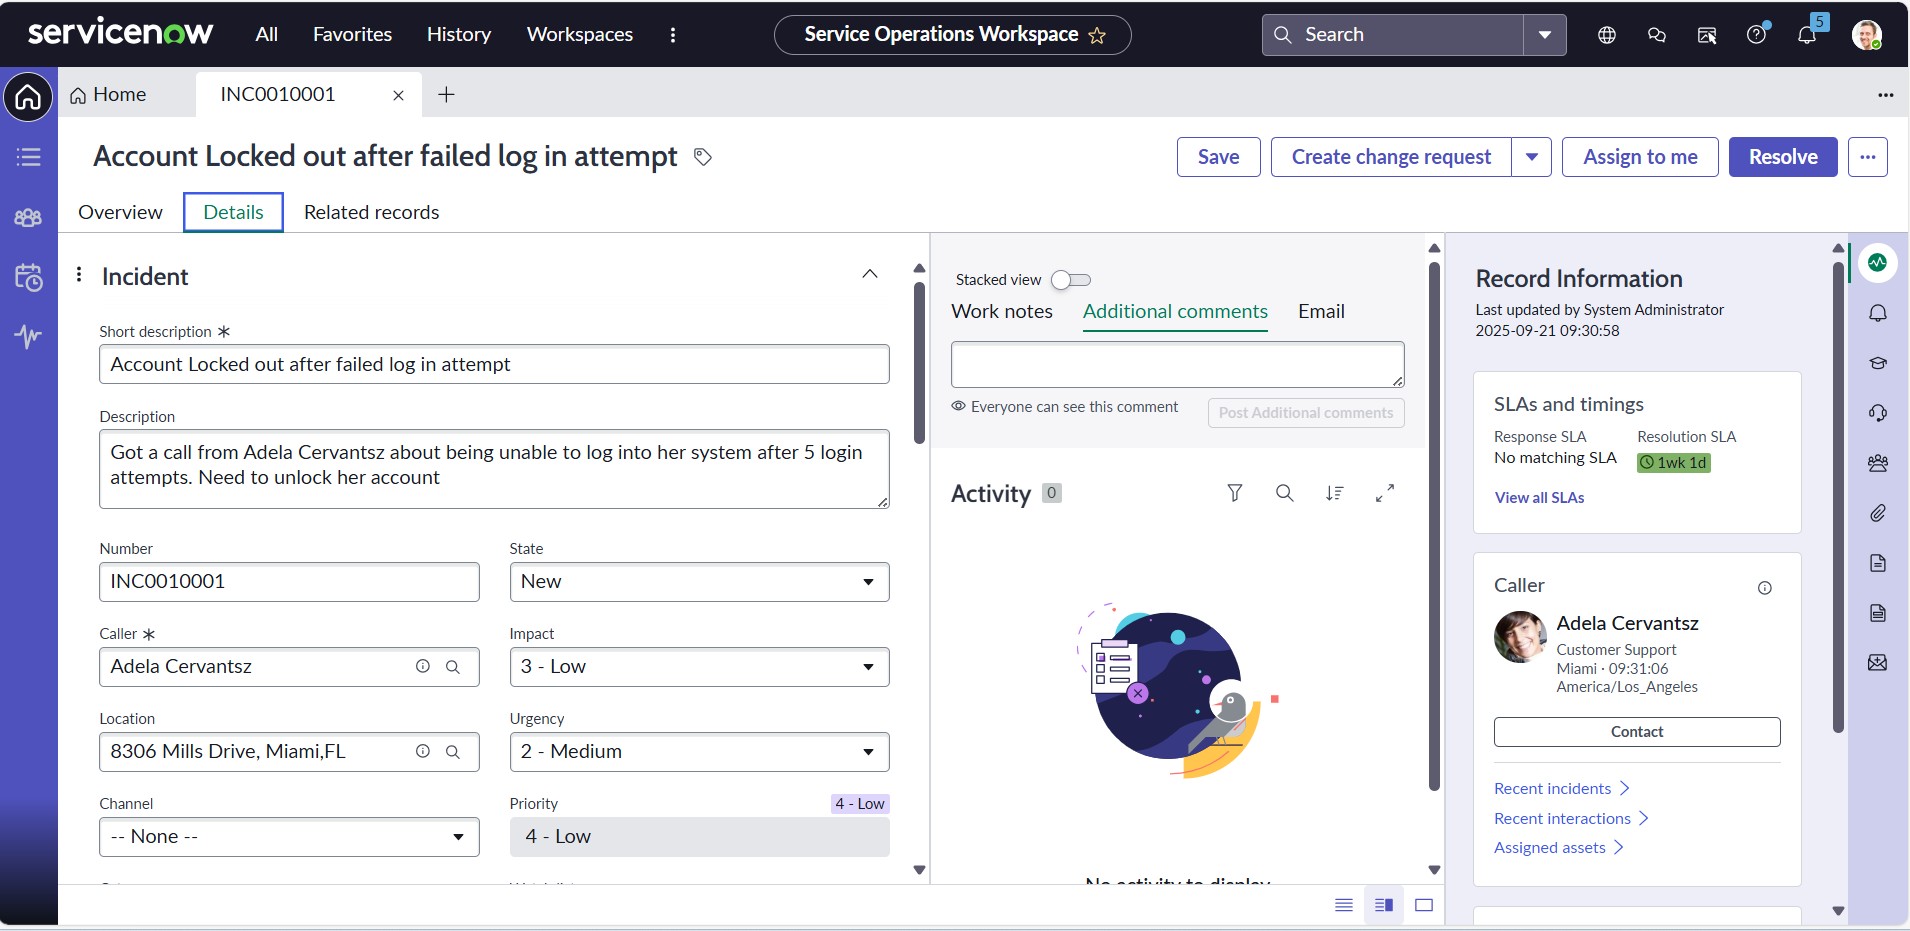 servicenow
All
Favorites
History
Workspaces
Service Operations Workspace
Search
5
Home
INC0010001
Account Locked out after failed log in attempt
Save
Create change request
Assign to me
Resolve
Overview
Details
Related records
Incident
Short description
Account Locked out after failed log in attempt
Description
Got a call from Adela Cervantsz about being unable to log into her system after 5 login
attempts. Need to unlock her account
Number
INC0010001
State
New
Caller
Adela Cervantsz
Impact
3 - Low
Location
8306 Mills Drive, Miami,FL
Urgency
2 - Medium
Channel
-- None --
Priority
4 - Low
4 - Low
Stacked view
Work notes
Additional comments
Email
Everyone can see this comment
Post Additional comments
Activity 0
No activity to display
Record Information
Last updated by System Administrator
2025-09-21 09:30:58
SLAs and timings
Response SLA
No matching SLA
Resolution SLA
1wk 1d
View all SLAs
Caller
Adela Cervantsz
Customer Support
Miami · 09:31:06
America/Los_Angeles
Contact
Recent incidents
Recent interactions
Assigned assets